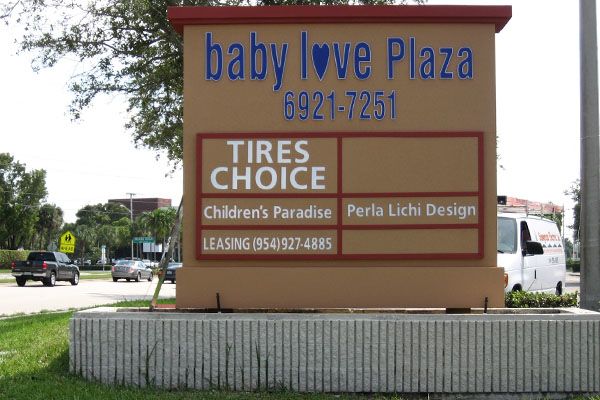 baby love Plaza
6921-7251
TIRES
CHOICE
Children's Paradise
Perla Lichi Design
LEASING (954)927-4885